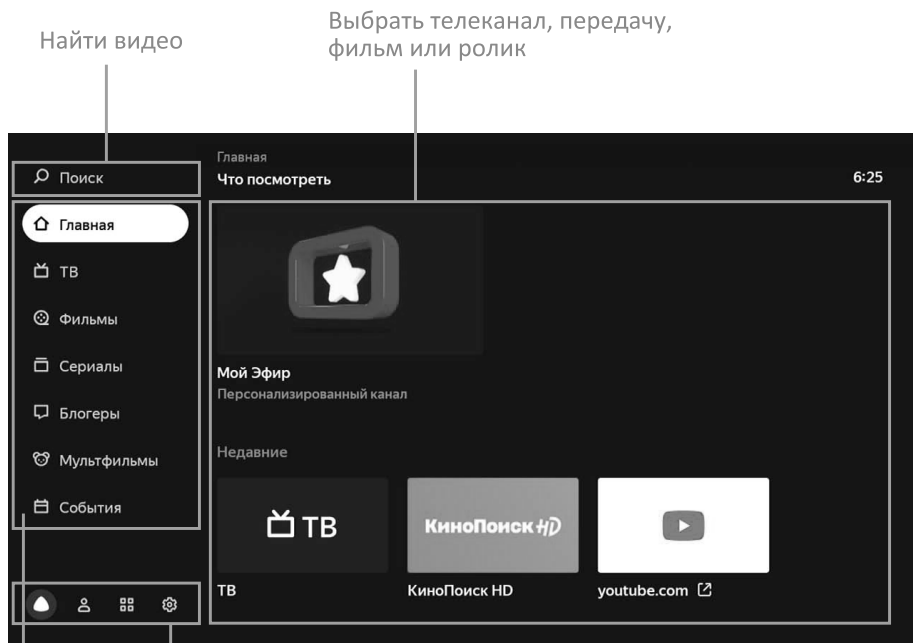 Найти видео
Выбрать телеканал, передачу,
фильм или ролик
Поиск
Главная
Что посмотреть
6:25
Главная
ТВ
Фильмы
Сериалы
Блогеры
Мультфильмы
События
Мой Эфир
Персонализированный канал
Недавние
ТВ
КиноПоиск HD
ТВ
КиноПоиск HD
youtube.com